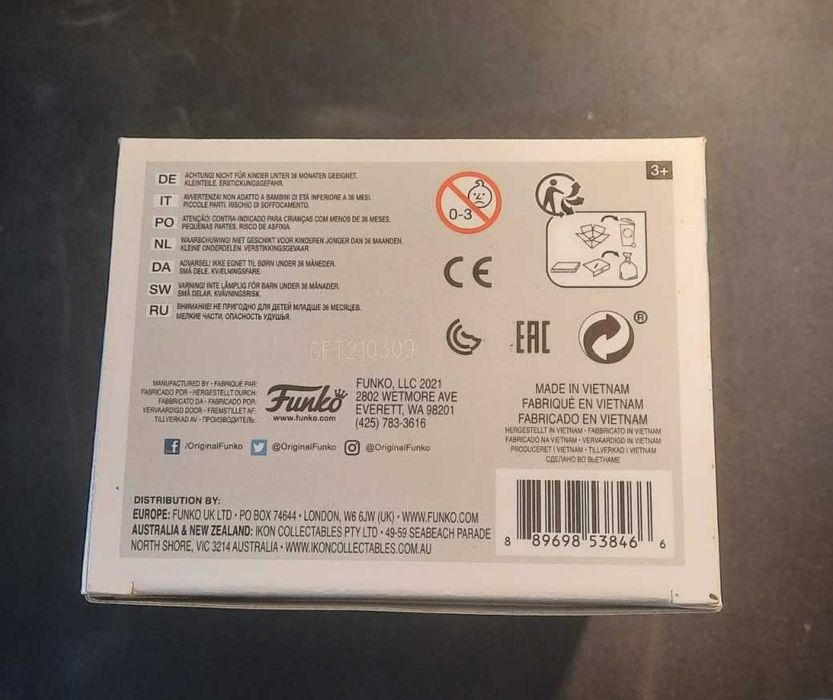 3+
DE ACHTUNG! NICHT FÜR KINDER UNTER 36 MONATEN GEEIGNET.
KLEINTEILE. ERSTICKUNGSGEFAHR.
IT AVVERTENZA! NON ADATTO A BAMBINI DI ETÀ INFERIORE A 36 MESI.
PICCOLE PARTI. RISCHIO DI SOFFOCAMENTO.
PO ATENÇÃO! CONTRA-INDICADO PARA CRIANÇAS COM MENOS DE 36 MESES.
PEQUENAS PARTES. RISCO DE ASFIXIA.
NL WAARSCHUWING! NIET GESCHIKT VOOR KINDEREN JONGER DAN 36 MAANDEN.
KLEINE ONDERDELEN. VERSTIKKINGSGEVAAR.
DA ADVARSEL! IKKE EGNET TIL BØRN UNDER 36 MÅNEDER.
SMÅ DELE. KVÆLNINGSFARE.
SW VARNING! INTE LÄMPLIG FÖR BARN UNDER 36 MÅNADER.
SMÅ DELAR. KVÄVNINGSRISK.
RU ВНИМАНИЕ! НЕ ПРИГОДНО ДЛЯ ДЕТЕЙ МЛАДШЕ 36 МЕСЯЦЕВ.
МЕЛКИЕ ЧАСТИ. ОПАСНОСТЬ УДУШЬЯ.
0-3
CE
EAC
®
GFT210309
MANUFACTURED BY • FABRIQUÉ PAR:
FABRICADO POR • HERGESTELLT DURCH:
FABBRICATO DA • FABRICADO POR:
VERVAARDIGD DOOR • FREMSTILLET AF:
TILLVERKAD AV • ПРОИЗВОДИТЕЛЬ:
Funko
www.funko.com
FUNKO, LLC 2021
2802 WETMORE AVE
EVERETT, WA 98201
(425) 783-3616
/OriginalFunko @OriginalFunko @OriginalFunko
MADE IN VIETNAM
FABRIQUÉ EN VIETNAM
FABRICADO EN VIETNAM
HERGESTELLT IN VIETNAM • FABBRICATO IN VIETNAM
FABRICADO NA VIETNAM • VERVAARDIGD IN VIETNAM
PRODUCERET I VIETNAM • TILLVERKAD I VIETNAM
СДЕЛАНО ВО ВЬЕТНАМЕ
DISTRIBUTION BY:
EUROPE: FUNKO UK LTD • PO BOX 74644 • LONDON, W6 6JW (UK) • WWW.FUNKO.COM
AUSTRALIA & NEW ZEALAND: IKON COLLECTABLES PTY LTD • 49-59 SEABEACH PARADE
NORTH SHORE, VIC 3214 AUSTRALIA • WWW.IKONCOLLECTABLES.COM.AU
8 89698 53846 6